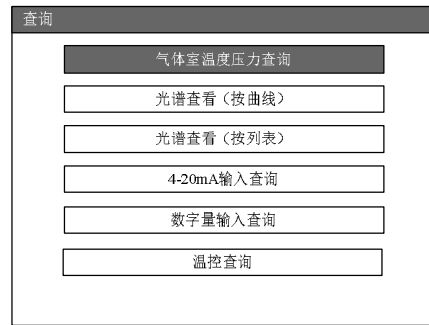 查询
气体室温度压力查询
光谱查看（按曲线）
光谱查看（按列表）
4-20mA输入查询
数字量输入查询
温控查询